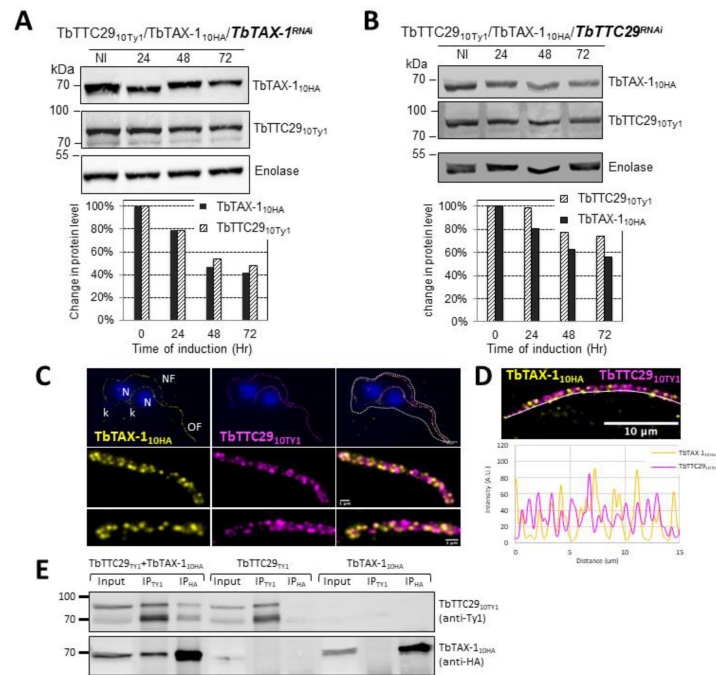 A
TbTTC29₁₀Ty1/TbTAX-1₁₀HA/TbTAX-1ᴿᴺᴬⁱ
kDa
NI 24 48 72
70
TbTAX-1₁₀HA
100
TbTTC29₁₀Ty1
70
55
Enolase
Change in protein level
100%
80%
60%
40%
20%
0%
TbTAX-1₁₀HA
TbTTC29₁₀Ty1
0 24 48 72
Time of induction (Hr)
B
TbTTC29₁₀Ty1/TbTAX-1₁₀HA/TbTTC29ᴿᴺᴬⁱ
kDa
NI 24 48 72
70
TbTAX-1₁₀HA
100
TbTTC29₁₀Ty1
70
55
Enolase
change in protein level
100%
80%
60%
40%
20%
0%
TbTTC29₁₀Ty1
TbTAX-1₁₀HA
0 24 48 72
Time of induction (Hr)
C
NF
N
N
k
k
OF
TbTAX-1₁₀HA
TbTTC29₁₀TY1
1 µm
1 µm
D
TbTAX-1₁₀HA TbTTC29₁₀TY1
10 µm
Intensity (A.U.)
120
100
80
60
40
20
0
TbTAX 1₁₀HA
0 5 10 15
Distance (um)
E
TbTTC29TY1+TbTAX-1₁₀HA TbTTC29TY1 TbTAX-1₁₀HA
Input IPTY1 IPHA Input IPTY1 IPHA Input IPTY1 IPHA
100
70
TbTTC29₁₀TY1
(anti-Ty1)
70
TbTAX-1₁₀HA
(anti-HA)